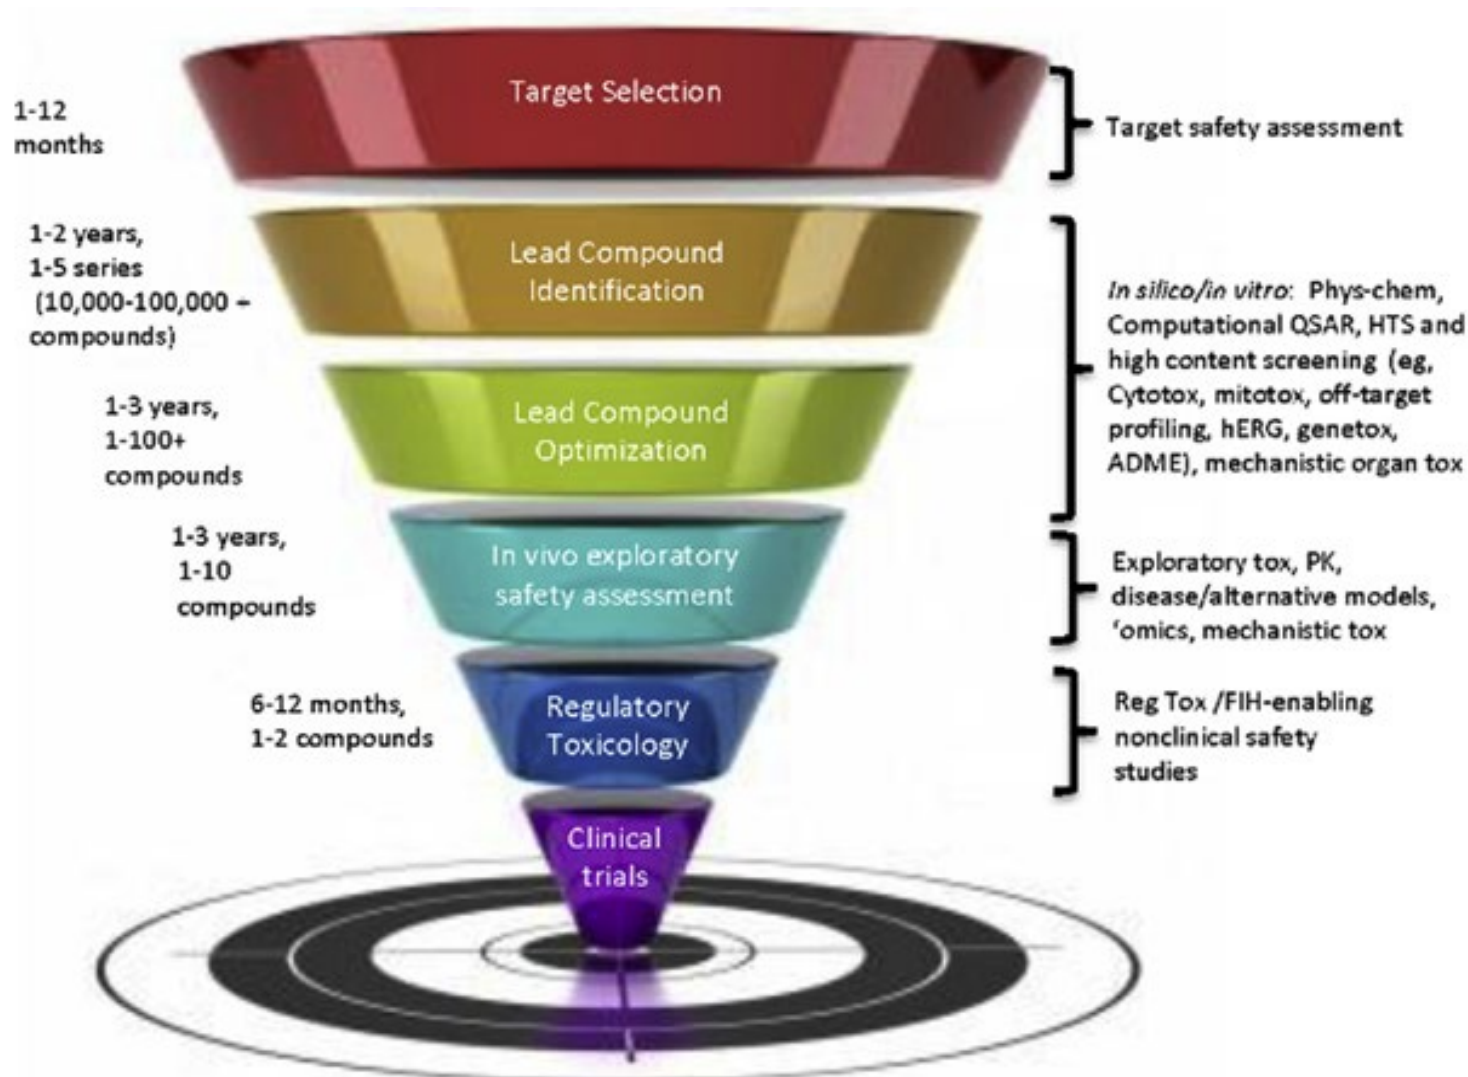 Target Selection
1-12
months
Target safety assessment
1-2 years,
1-5 series
(10,000-100,000 +
compounds)
Lead Compound
Identification
In silico/in vitro: Phys-chem,
Computational QSAR, HTS and
high content screening (eg,
Cytotox, mitotox, off-target
profiling, hERG, genetox,
ADME), mechanistic organ tox
1-3 years,
1-100+
compounds
Lead Compound
Optimization
1-3 years,
1-10
compounds
In vivo exploratory
safety assessment
Exploratory tox, PK,
disease/alternative models,
‘omics, mechanistic tox
6-12 months,
1-2 compounds
Regulatory
Toxicology
Reg Tox /FIH-enabling
nonclinical safety
studies
Clinical
trials